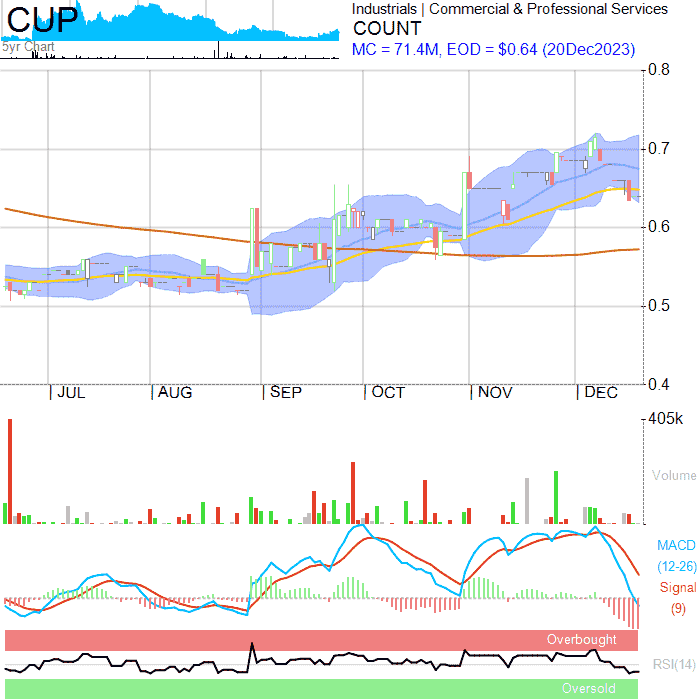 CUP
5yr Chart
Industrials | Commercial & Professional Services
COUNT
MC = 71.4M, EOD = $0.64 (20Dec2023)
0.8
0.7
0.6
0.5
0.4
| JUL | AUG | SEP | OCT | NOV | DEC
405k
Volume
MACD
(12-26)
Signal
(9)
Overbought
RSI(14)
Oversold